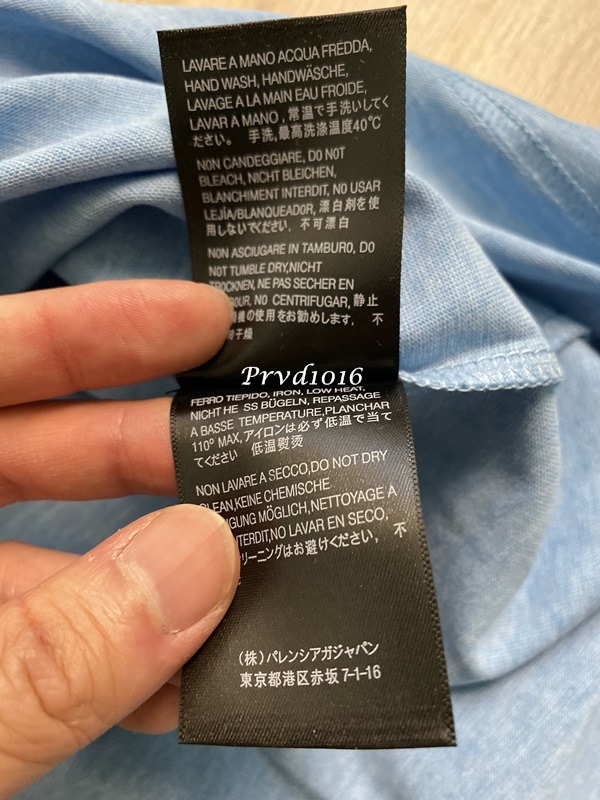 LAVARE A MANO ACQUA FREDDA,
HAND WASH, HANDWÄSCHE,
LAVAGE A LA MAIN EAU FROIDE,
LAVAR A MANO , 常温で手洗いしてく
ださい。 手洗,最高洗涤温度40℃
NON CANDEGGIARE, DO NOT
BLEACH, NICHT BLEICHEN,
BLANCHIMENT INTERDIT, NO USAR
LEJÍA/BLANQUEADOR, 漂白剤を使
用しないでください, 不可漂白
NON ASCIUGARE IN TAMBURO, DO
NOT TUMBLE DRY,NICHT
TROCKNEN, NE PAS SECHER EN
NO CENTRIFUGAR, 静止
の使用をお勧めします, 不
燥
Prvd1016
FERRO TIEPIDO, IRON, LOW HEAT,
NICHT HE SS BÜGELN, REPASSAGE
A BASSE TEMPERATURE,PLANCHAR
110º MAX,アイロンは必ず低温で当て
てください 低温熨烫
NON LAVARE A SECCO,DO NOT DRY
CLEAN,KEINE CHEMISCHE
MÖGLICH,NETTOYAGE A
NO LAVAR EN SECO,
リーニングはお避けください, 不
(株)バレンシアガジャパン
東京都港区赤坂 7-1-16